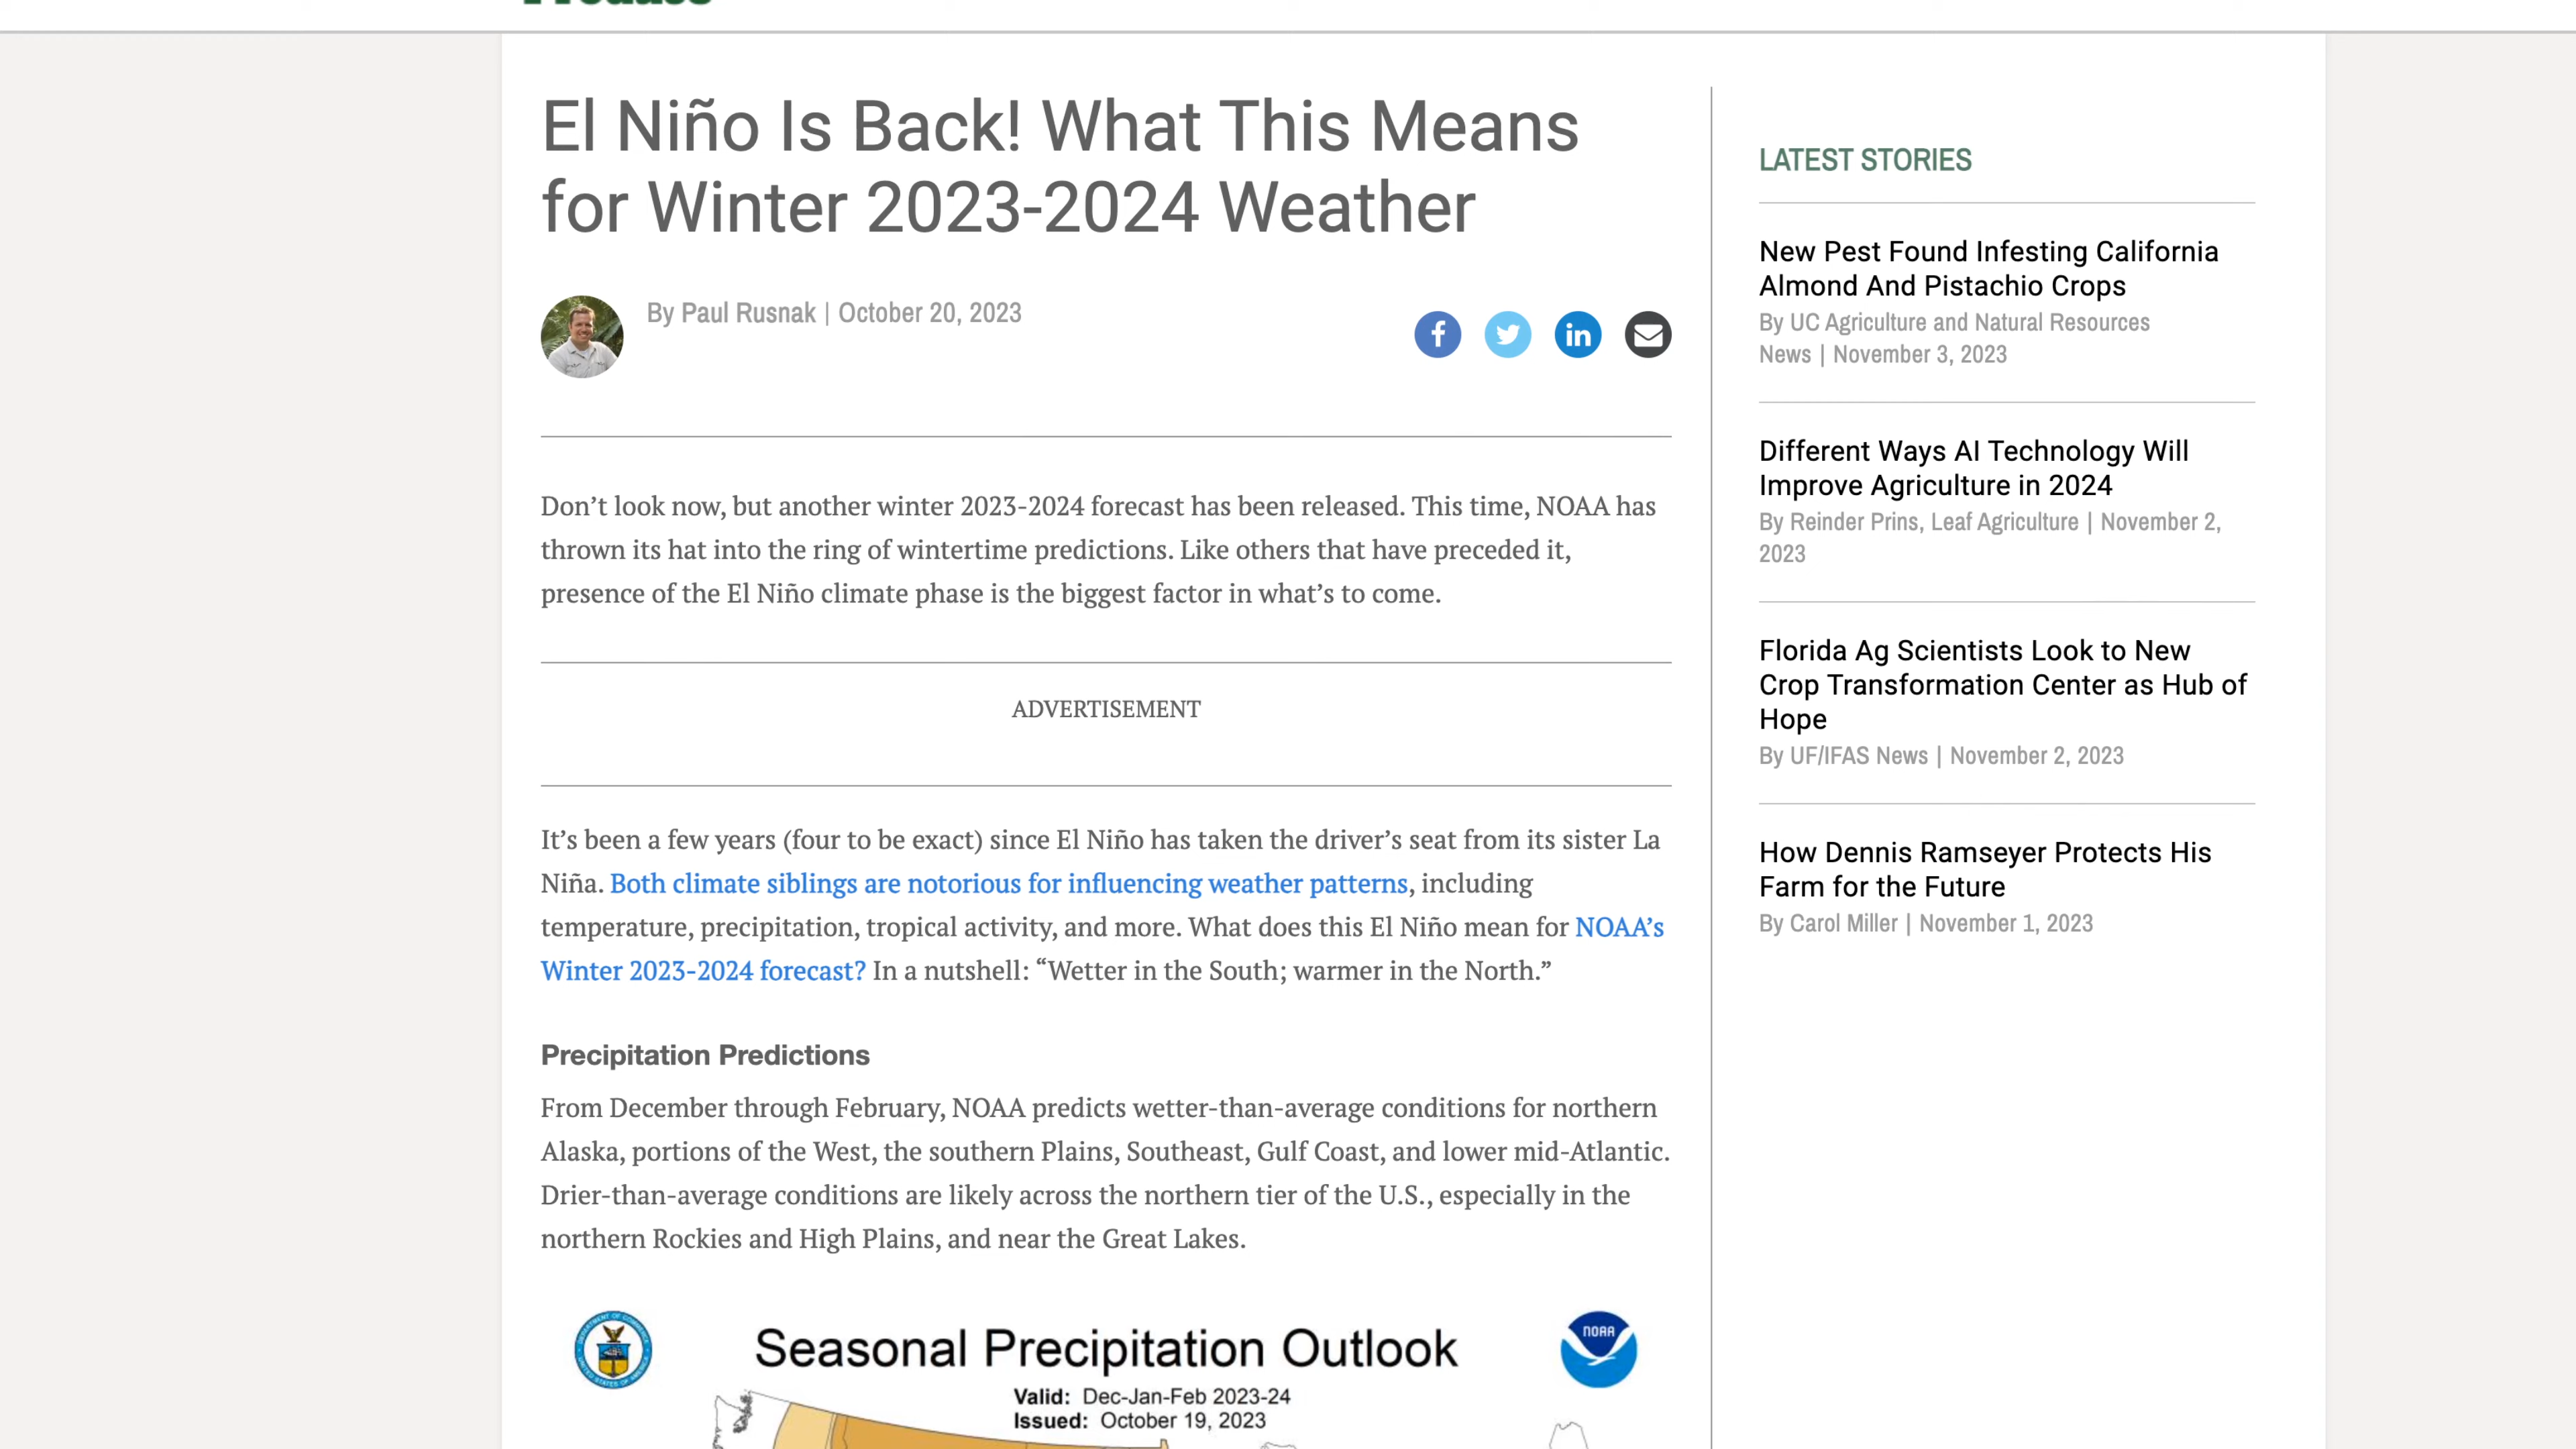 El Niño Is Back! What This Means
for Winter 2023-2024 Weather
By Paul Rusnak | October 20, 2023
Don’t look now, but another winter 2023-2024 forecast has been released. This time, NOAA has
thrown its hat into the ring of wintertime predictions. Like others that have preceded it,
presence of the El Niño climate phase is the biggest factor in what’s to come.
ADVERTISEMENT
It’s been a few years (four to be exact) since El Niño has taken the driver’s seat from its sister La
Niña. Both climate siblings are notorious for influencing weather patterns, including
temperature, precipitation, tropical activity, and more. What does this El Niño mean for NOAA’s
Winter 2023-2024 forecast? In a nutshell: “Wetter in the South; warmer in the North.”
Precipitation Predictions
From December through February, NOAA predicts wetter-than-average conditions for northern
Alaska, portions of the West, the southern Plains, Southeast, Gulf Coast, and lower mid-Atlantic.
Drier-than-average conditions are likely across the northern tier of the U.S., especially in the
northern Rockies and High Plains, and near the Great Lakes.
Seasonal Precipitation Outlook
NOAA
Valid: Dec-Jan-Feb 2023-24
Issued: October 19, 2023
LATEST STORIES
New Pest Found Infesting California
Almond And Pistachio Crops
By UC Agriculture and Natural Resources
News | November 3, 2023
Different Ways AI Technology Will
Improve Agriculture in 2024
By Reinder Prins, Leaf Agriculture | November 2,
2023
Florida Ag Scientists Look to New
Crop Transformation Center as Hub of
Hope
By UF/IFAS News | November 2, 2023
How Dennis Ramseyer Protects His
Farm for the Future
By Carol Miller | November 1, 2023